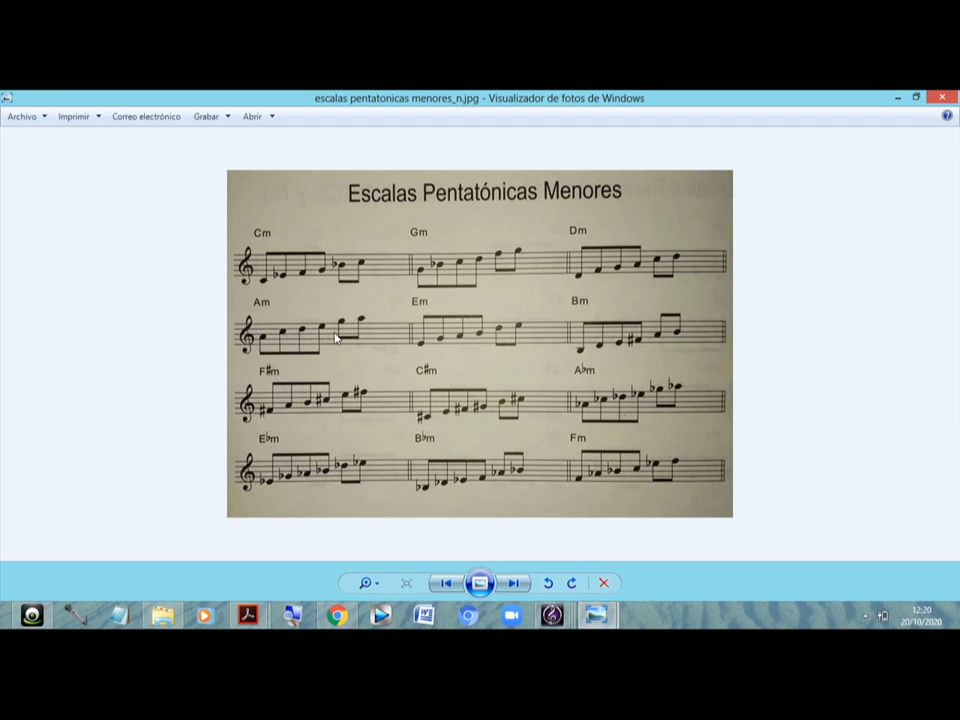 escalas pentatonicas menores_n.jpg - Visualizador de fotos de Windows
Archivo Imprimir Correo electrónico Grabar Abrir
Escalas Pentatónicas Menores
Cm Gm Dm
Am Em Bm
F#m C#m A♭m
E♭m B♭m Fm
12:20
20/10/2020